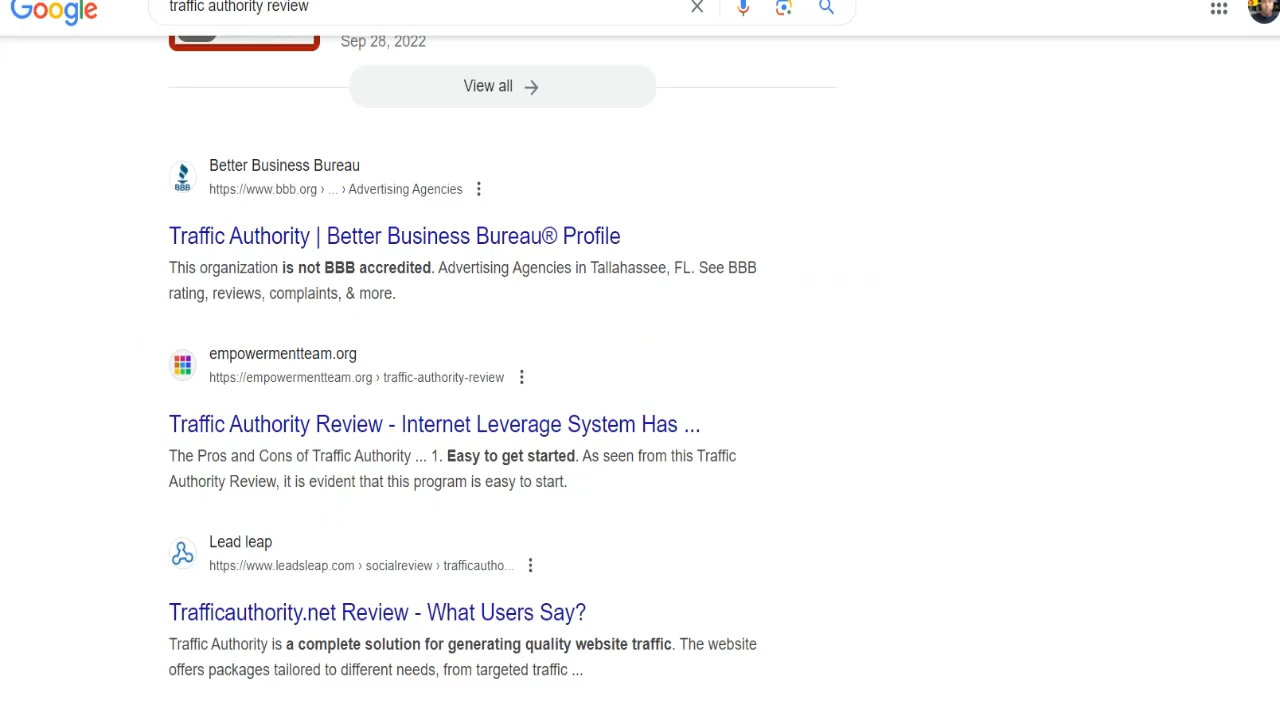 Google
traffic authority review
Sep 28, 2022
View all
Better Business Bureau
https://www.bbb.org › ... › Advertising Agencies
Traffic Authority | Better Business Bureau® Profile
This organization is not BBB accredited. Advertising Agencies in Tallahassee, FL. See BBB
rating, reviews, complaints, & more.
empowermentteam.org
https://empowermentteam.org › traffic-authority-review
Traffic Authority Review - Internet Leverage System Has ...
The Pros and Cons of Traffic Authority ... 1. Easy to get started. As seen from this Traffic
Authority Review, it is evident that this program is easy to start.
Lead leap
https://www.leadsleap.com › socialreview › trafficautho...
Trafficauthority.net Review - What Users Say?
Traffic Authority is a complete solution for generating quality website traffic. The website
offers packages tailored to different needs, from targeted traffic ...